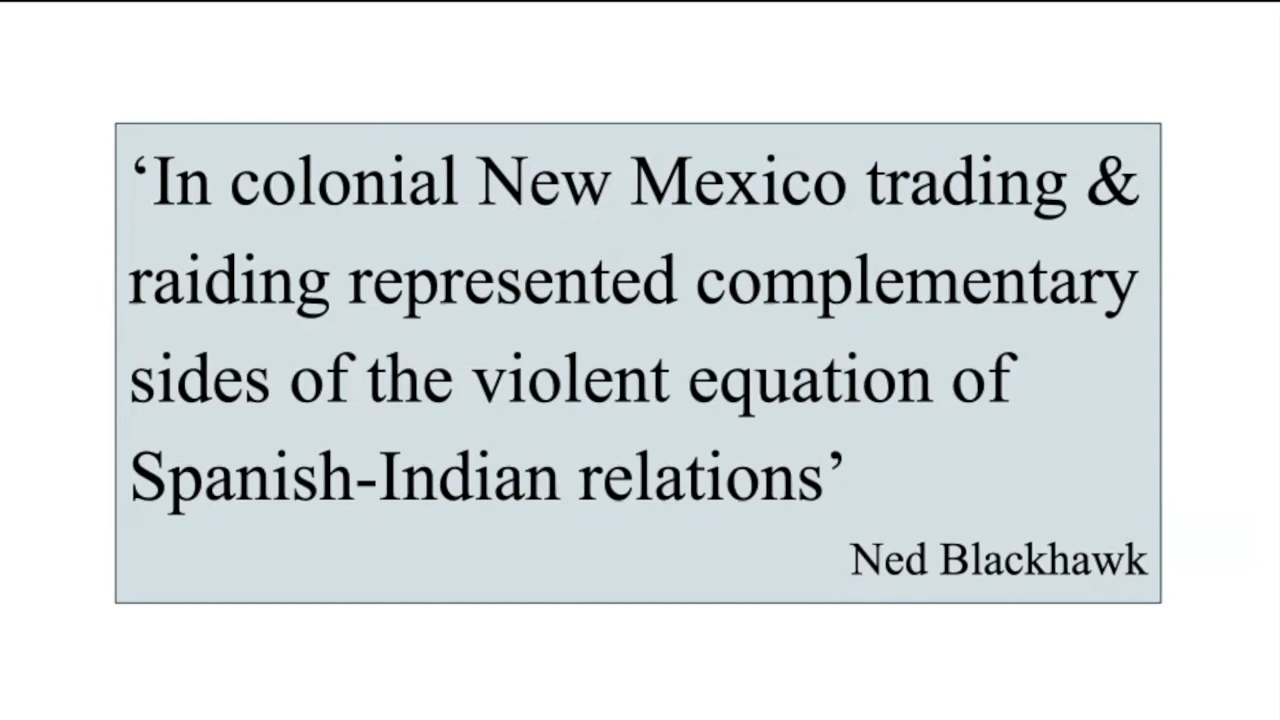 ‘In colonial New Mexico trading &
raiding represented complementary
sides of the violent equation of
Spanish-Indian relations’
Ned Blackhawk